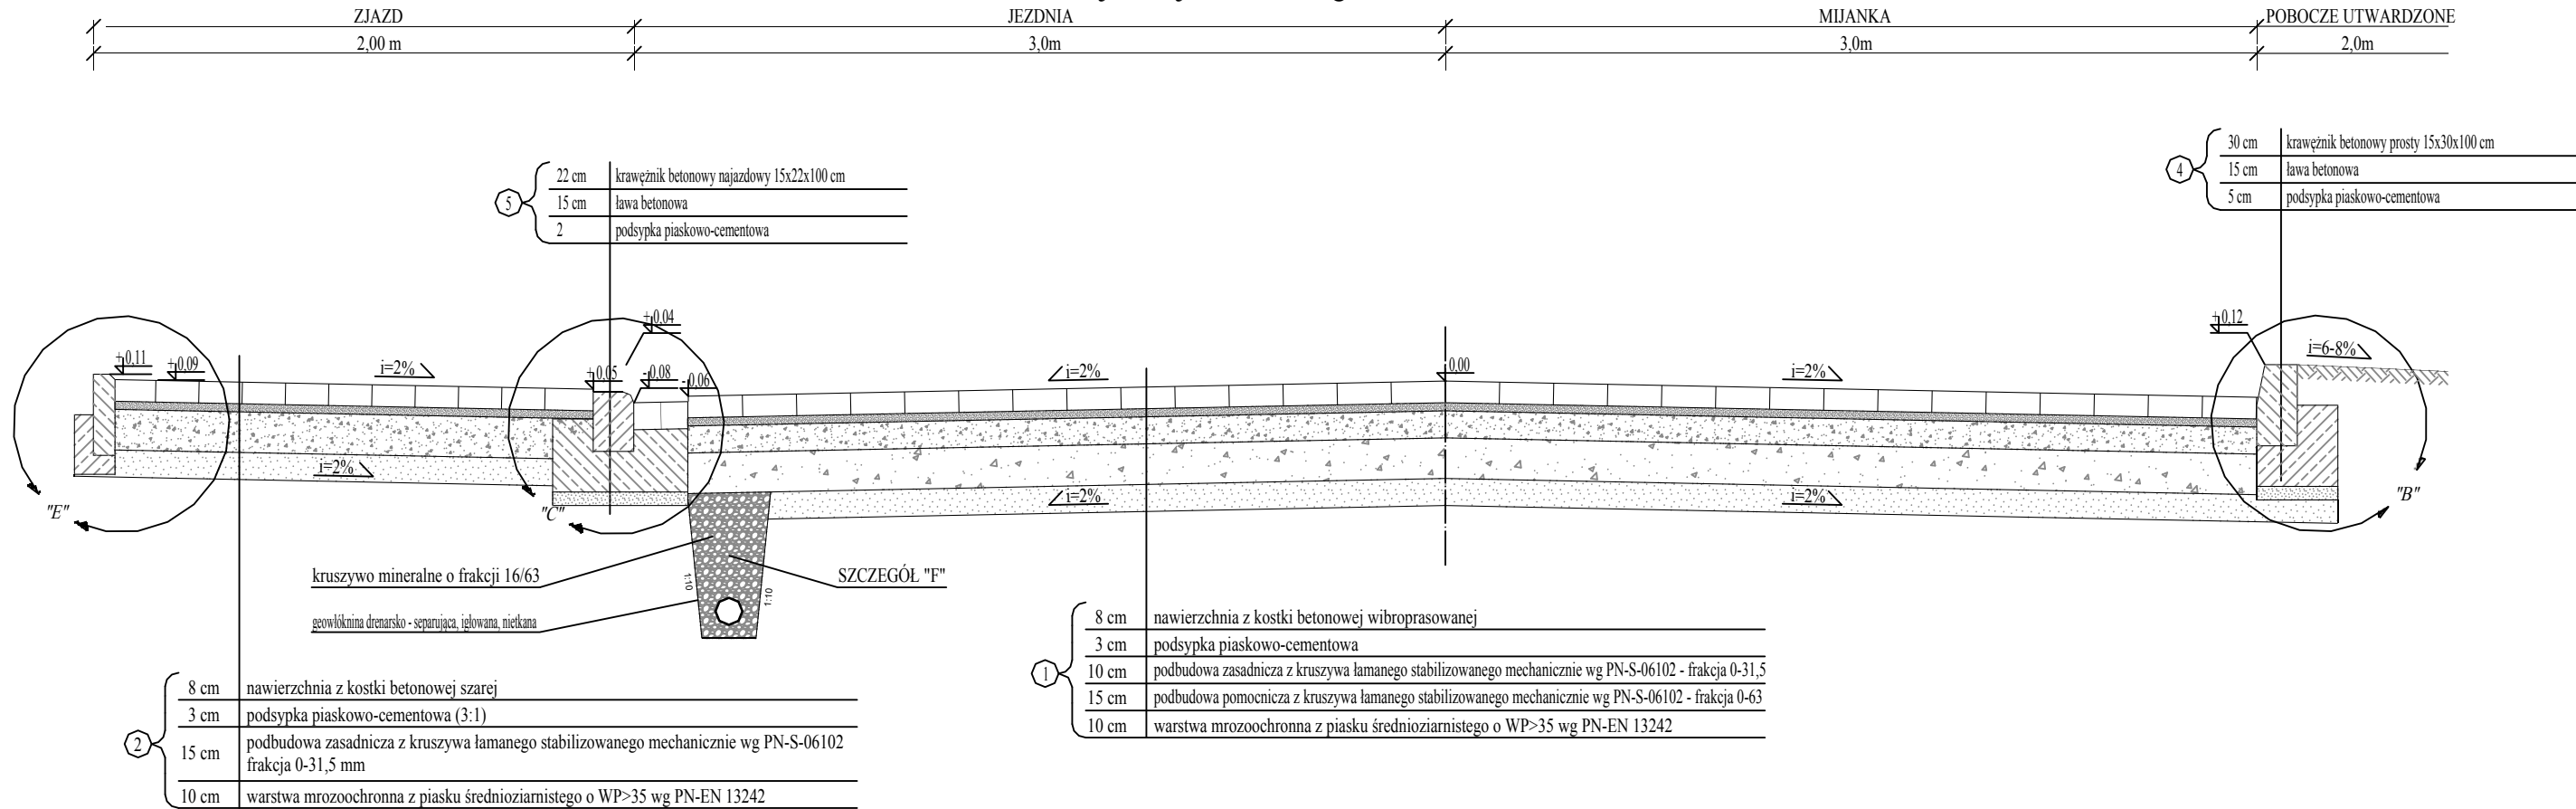 ZJAZD
JEZDNIA
MIJANKA
POBOCZE UTWARDZONE
2,00 m
3,0m
3,0m
2,0m
5
22 cm krawężnik betonowy najazdowy 15x22x100 cm
15 cm ława betonowa
2 podsypka piaskowo-cementowa
4
30 cm krawężnik betonowy prosty 15x30x100 cm
15 cm ława betonowa
5 cm podsypka piaskowo-cementowa
+0,04
+0,12
+0,11
+0,09
i=2%
+0,05
-0,08
-0,06
i=2%
0,00
i=2%
i=6-8%
i=2%
i=2%
i=2%
"E"
"C"
"B"
kruszywo mineralne o frakcji 16/63
SZCZEGÓŁ "F"
1:10
1:10
geowłóknina drenarsko - separująca, igłowana, nietkana
1
8 cm nawierzchnia z kostki betonowej wibroprasowanej
3 cm podsypka piaskowo-cementowa
10 cm podbudowa zasadnicza z kruszywa łamanego stabilizowanego mechanicznie wg PN-S-06102 - frakcja 0-31,5
15 cm podbudowa pomocnicza z kruszywa łamanego stabilizowanego mechanicznie wg PN-S-06102 - frakcja 0-63
10 cm warstwa mrozoochronna z piasku średnioziarnistego o WP>35 wg PN-EN 13242
2
8 cm nawierzchnia z kostki betonowej szarej
3 cm podsypka piaskowo-cementowa (3:1)
15 cm podbudowa zasadnicza z kruszywa łamanego stabilizowanego mechanicznie wg PN-S-06102
frakcja 0-31,5 mm
10 cm warstwa mrozoochronna z piasku średnioziarnistego o WP>35 wg PN-EN 13242